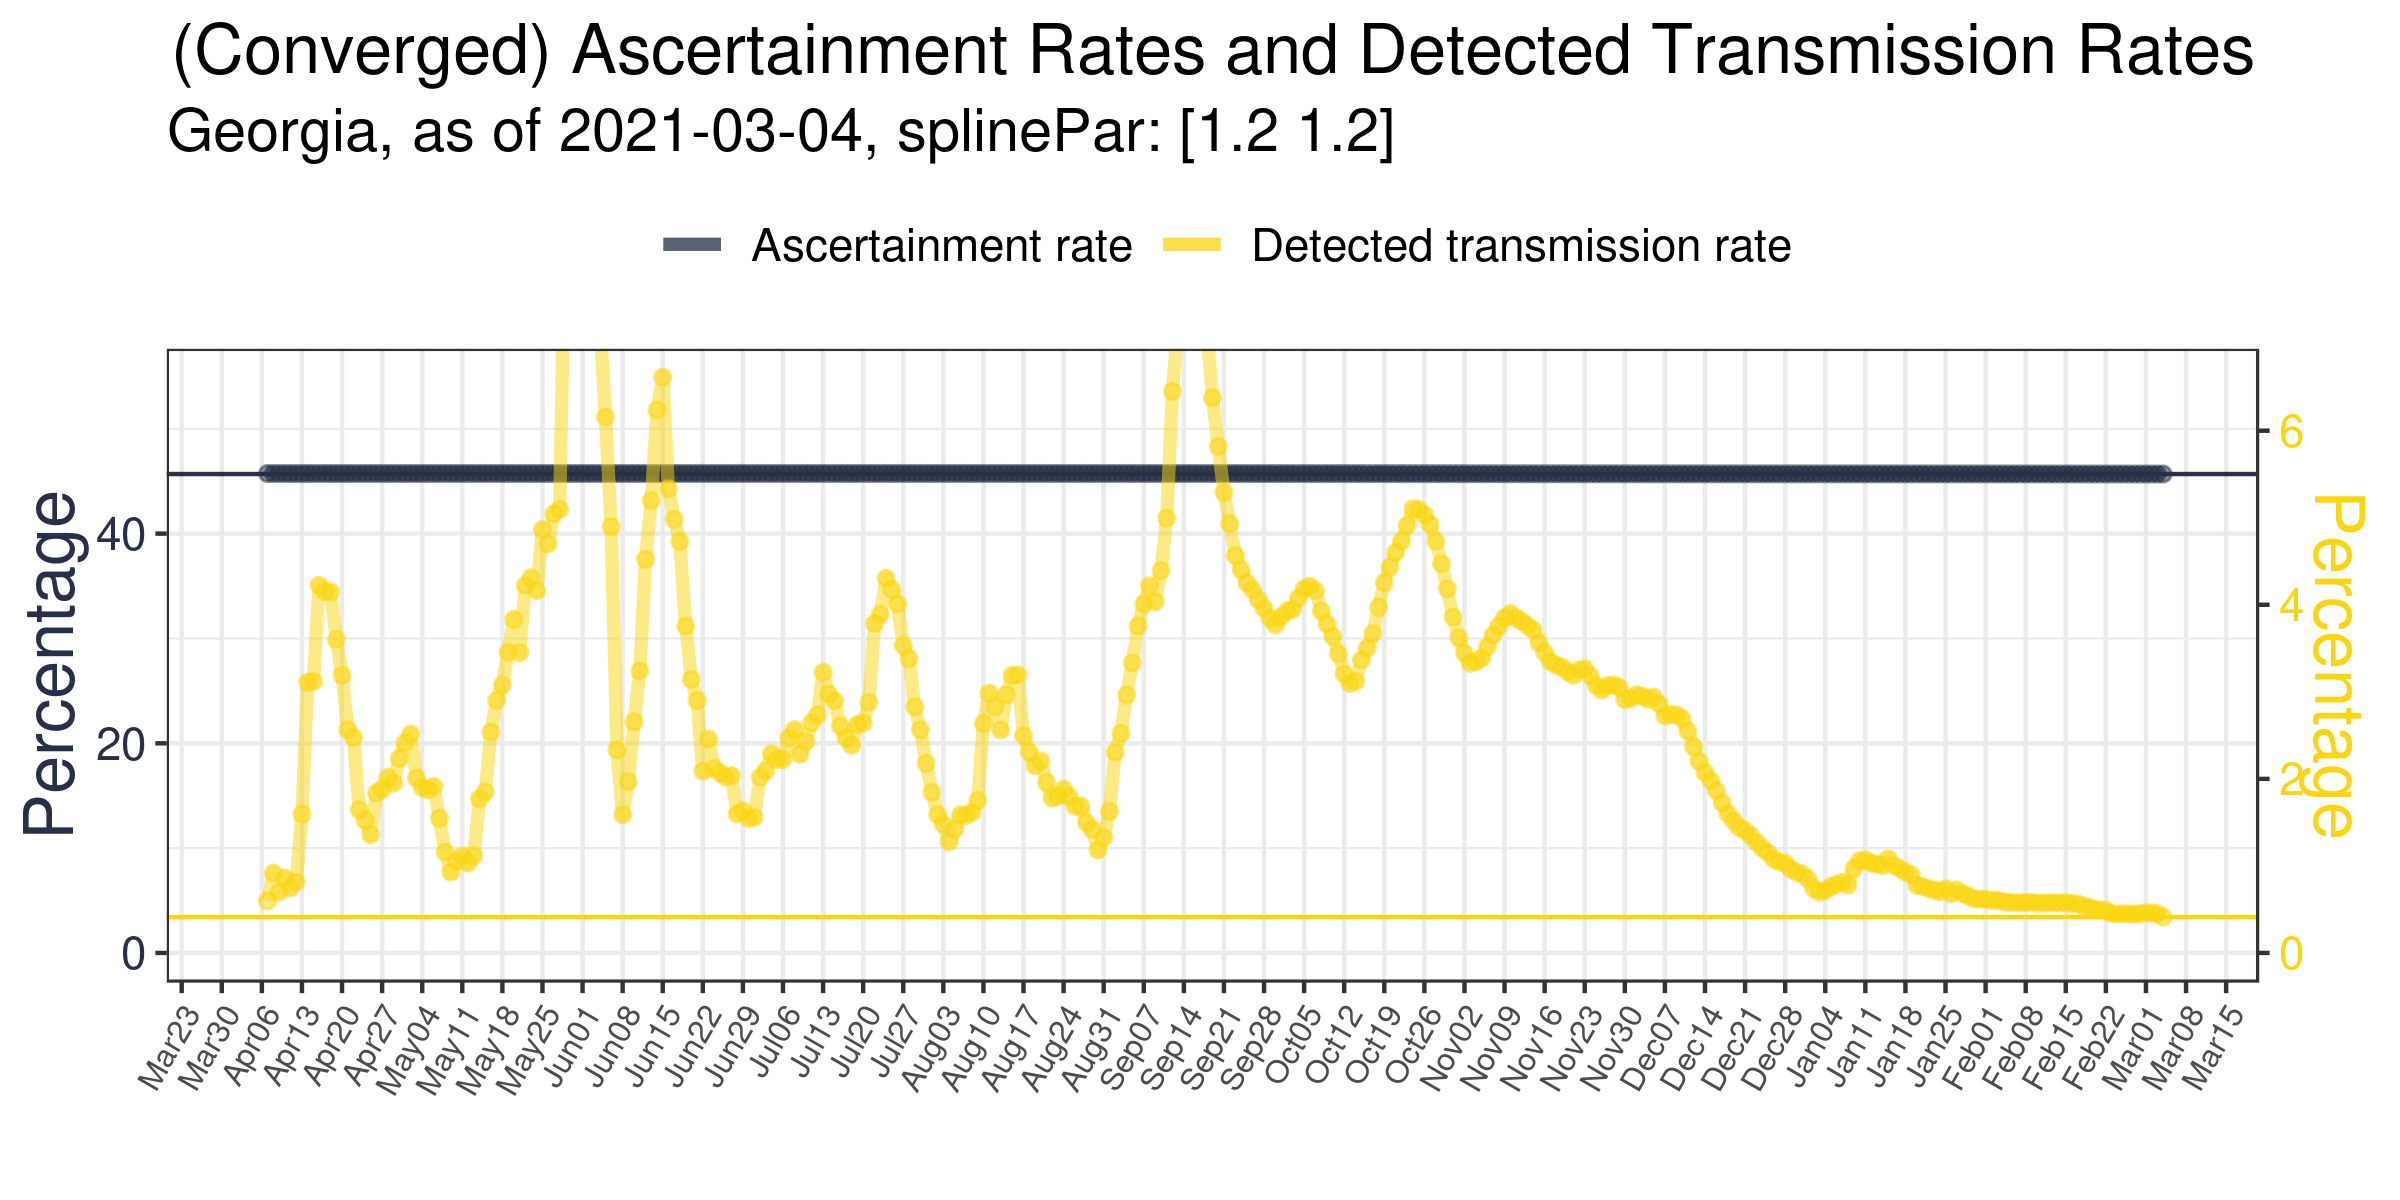 (Converged) Ascertainment Rates and Detected Transmission Rates
Georgia, as of 2021-03-04, splinePar: [1.2 1.2]
Ascertainment rate Detected transmission rate
Percentage
40
20
0
6
4
2
0
Percentage
Mar23 Mar30 Apr06 Apr13 Apr20 Apr27 May04 May11 May18 May25 Jun01 Jun08 Jun15 Jun22 Jun29 Jul06 Jul13 Jul20 Jul27 Aug03 Aug10 Aug17 Aug24 Aug31 Sep07 Sep14 Sep21 Sep28 Oct05 Oct12 Oct19 Oct26 Nov02 Nov09 Nov16 Nov23 Nov30 Dec07 Dec14 Dec21 Dec28 Jan04 Jan11 Jan18 Jan25 Feb01 Feb08 Feb15 Feb22 Mar01 Mar08 Mar15